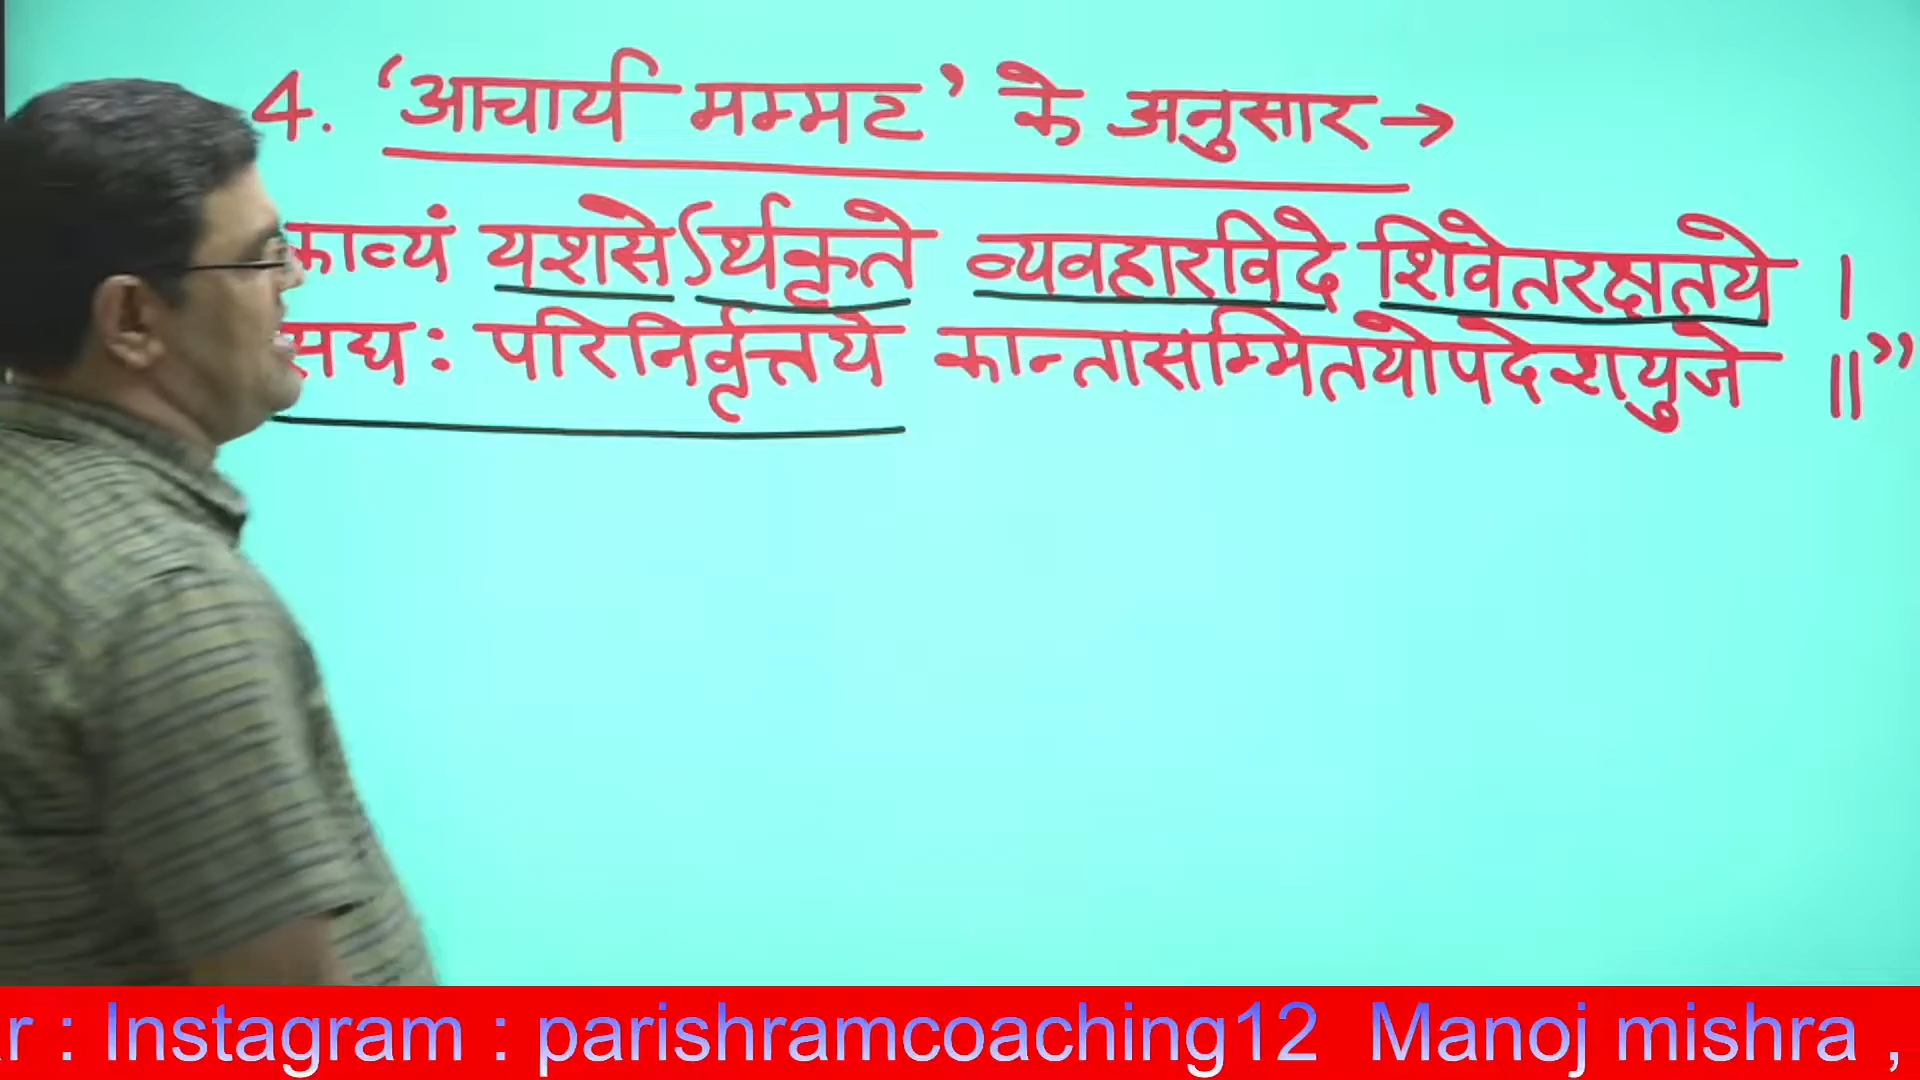 4. ‘आचार्य मम्मट’ के अनुसार →
काव्यं यशसेऽर्थकृते व्यवहारविदे शिवेतरक्षतये ।
सद्यः परिनिर्वृत्तये कान्तासम्मितयोपदेशयुजे ॥”
r : Instagram : parishramcoaching12 Manoj mishra ,